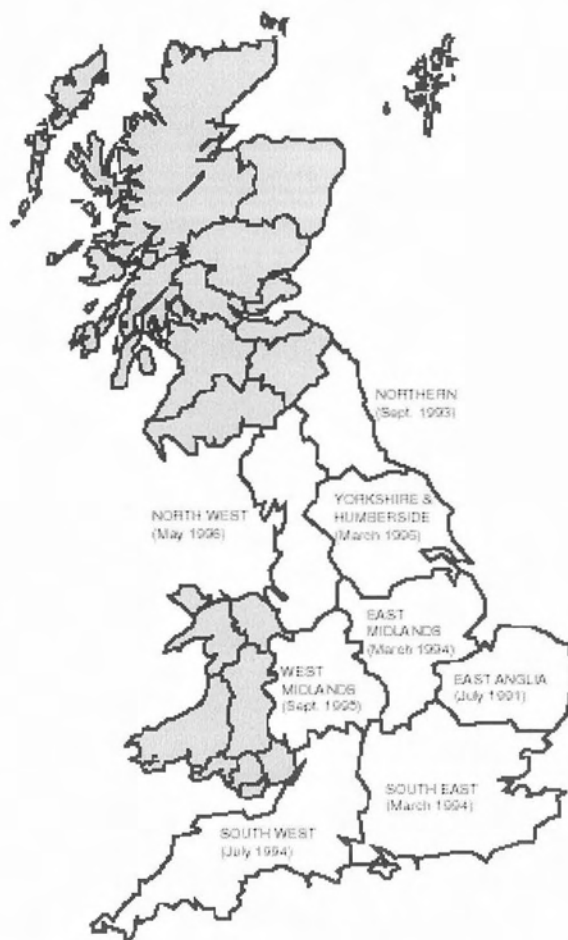 NORTHERN
(Sept. 1993)
YORKSHIRE &
HUMBERSIDE
(March 1996)
NORTH WEST
(May 1996)
EAST
MIDLANDS
(March 1994)
WEST
MIDLANDS
(Sept. 1995)
EAST ANGLIA
(July 1991)
SOUTH EAST
(March 1994)
SOUTH WEST
(July 1994)